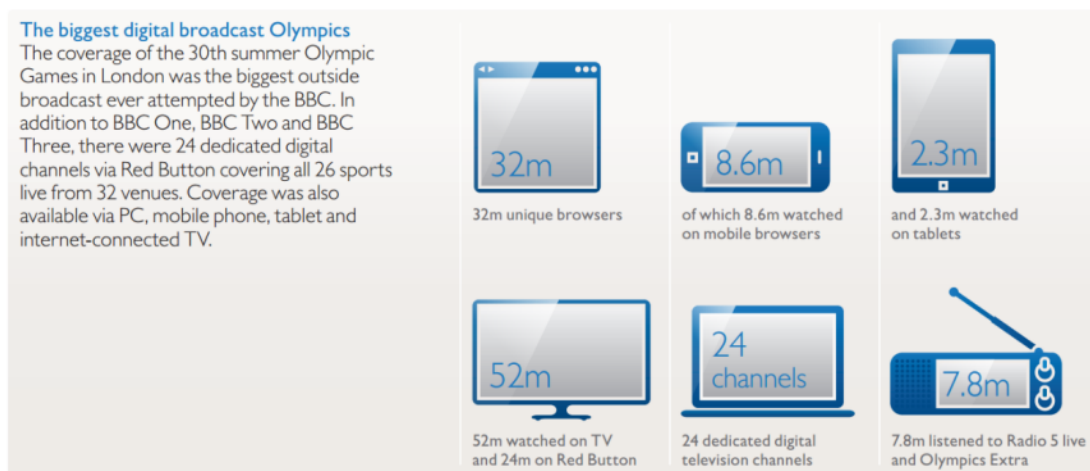 The biggest digital broadcast Olympics
The coverage of the 30th summer Olympic
Games in London was the biggest outside
broadcast ever attempted by the BBC. In
addition to BBC One, BBC Two and BBC
Three, there were 24 dedicated digital
channels via Red Button covering all 26 sports
live from 32 venues. Coverage was also
available via PC, mobile phone, tablet and
internet-connected TV.
32m
32m unique browsers
8.6m
of which 8.6m watched
on mobile browsers
2.3m
and 2.3m watched
on tablets
52m
52m watched on TV
and 24m on Red Button
24
channels
24 dedicated digital
television channels
7.8m
7.8m listened to Radio 5 live
and Olympics Extra